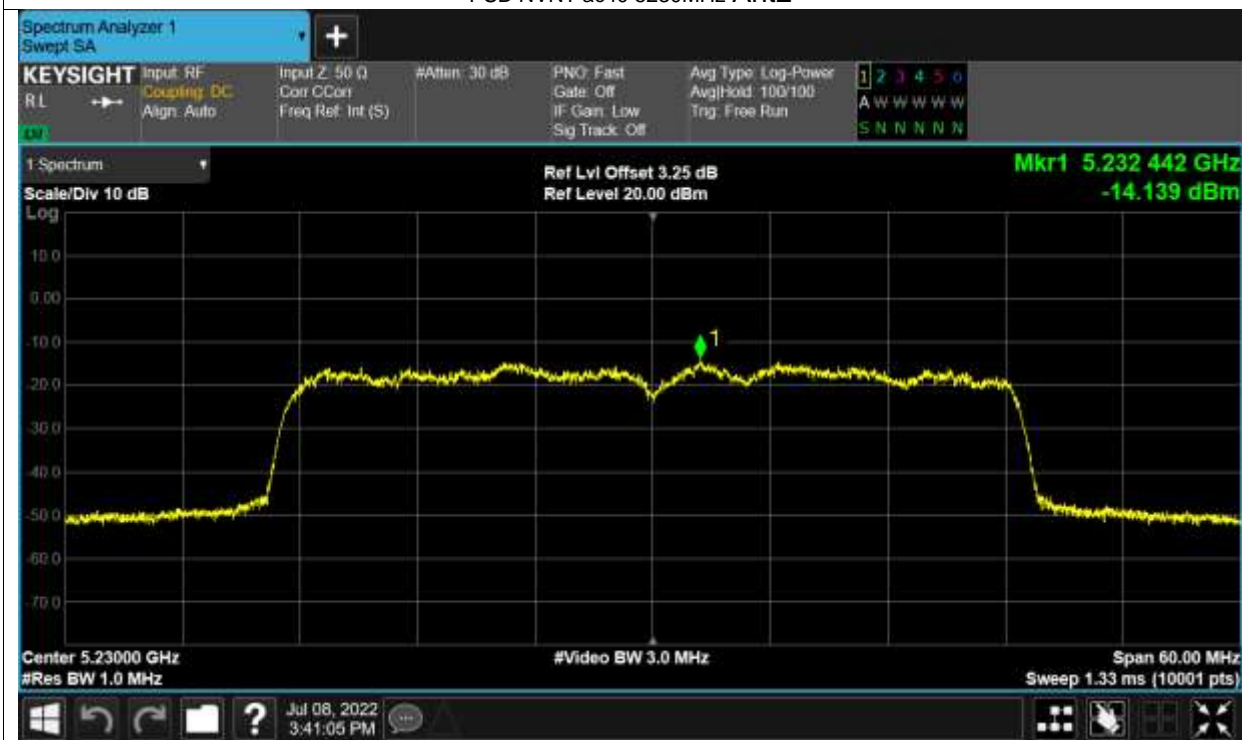 Spectrum Analyzer 1
Swept SA
+
KEYSIGHT
RL
Input: RF
Coupling: DC
Align: Auto
Input Z: 50 Ω
Corr CCorr
Freq Ref: Int (S)
#Atten: 30 dB
PNO: Fast
Gate: Off
IF Gain: Low
Sig Track: Off
Avg Type: Log-Power
Avg|Hold: 100/100
Trig: Free Run
1 2 3 4 5 6
A W W W W W
S N N N N N
1 Spectrum
Scale/Div 10 dB
Log
Ref Lvl Offset 3.25 dB
Ref Level 20.00 dBm
Mkr1 5.232 442 GHz
-14.139 dBm
10.0
0.00
-10.0
-20.0
-30.0
-40.0
-50.0
-60.0
-70.0
1
Center 5.23000 GHz
#Res BW 1.0 MHz
#Video BW 3.0 MHz
Span 60.00 MHz
Sweep 1.33 ms (10001 pts)
?
Jul 08, 2022
3:41:05 PM